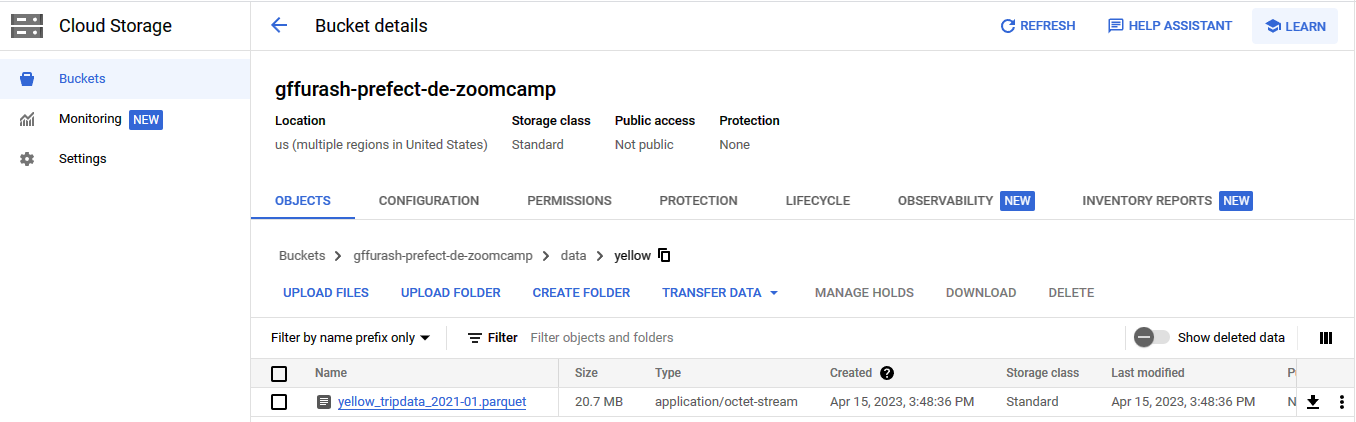 Cloud Storage
Bucket details
REFRESH
HELP ASSISTANT
LEARN
Buckets
Monitoring NEW
Settings
gffurash-prefect-de-zoomcamp
Location Storage class Public access Protection
us (multiple regions in United States) Standard Not public None
OBJECTS CONFIGURATION PERMISSIONS PROTECTION LIFECYCLE OBSERVABILITY NEW INVENTORY REPORTS NEW
Buckets > gffurash-prefect-de-zoomcamp > data > yellow
UPLOAD FILES UPLOAD FOLDER CREATE FOLDER TRANSFER DATA MANAGE HOLDS DOWNLOAD DELETE
Filter by name prefix only Filter Filter objects and folders Show deleted data
Name Size Type Created Storage class Last modified P
yellow_tripdata_2021-01.parquet 20.7 MB application/octet-stream Apr 15, 2023, 3:48:36 PM Standard Apr 15, 2023, 3:48:36 PM N